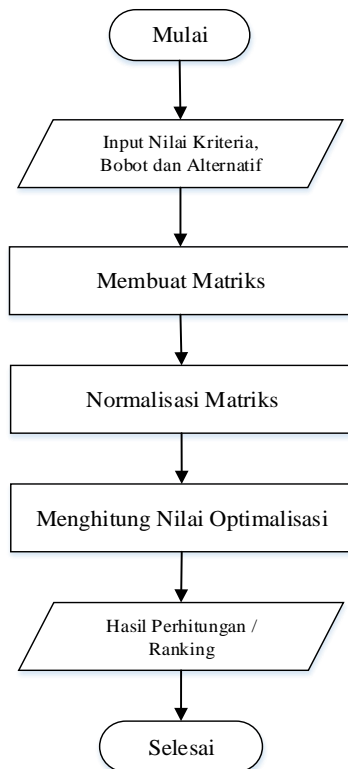 Mulai
Input Nilai Kriteria,
Bobot dan Alternatif
Membuat Matriks
Normalisasi Matriks
Menghitung Nilai Optimalisasi
Hasil Perhitungan /
Ranking
Selesai